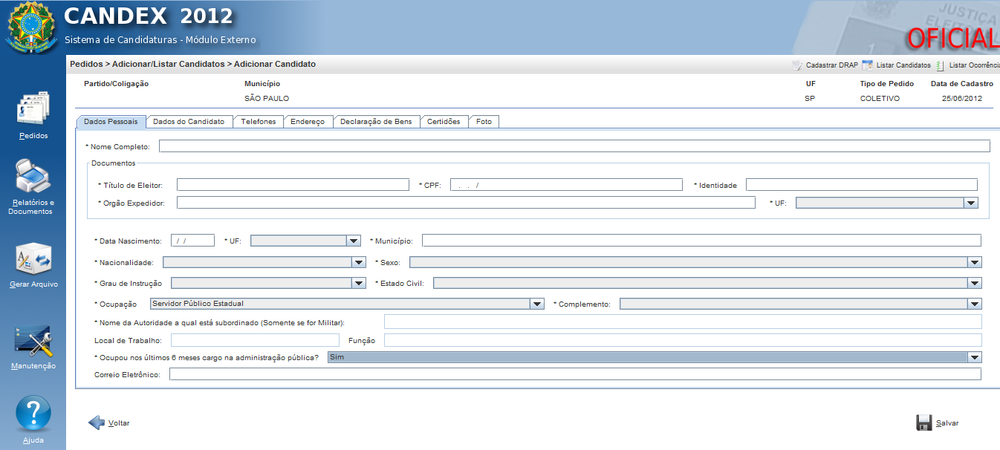 CANDEX 2012
Sistema de Candidaturas - Módulo Externo
JUSTIÇA
ELEITORAL
1
OFICIAL
Pedidos > Adicionar/Listar Candidatos > Adicionar Candidato
Cadastrar DRAP Listar Candidatos Listar Ocorrência
Partido/Coligação Município UF Tipo de Pedido Data de Cadastro
SÃO PAULO SP COLETIVO 25/06/2012
Dados Pessoais Dados do Candidato Telefones Endereço Declaração de Bens Certidões Foto
* Nome Completo:
Documentos
* Título de Eleitor: * CPF: . . / * Identidade
* Orgão Expedidor: * UF:
* Data Nascimento: / / * UF: * Município:
* Nacionalidade: * Sexo:
* Grau de Instrução * Estado Civil:
* Ocupação Servidor Público Estadual * Complemento:
* Nome da Autoridade a qual está subordinado (Somente se for Militar):
Local de Trabalho: Função
* Ocupou nos últimos 6 meses cargo na administração pública? Sim
Correio Eletrônico:
Voltar Salvar
Pedidos
Relatórios e
Documentos
Gerar Arquivo
Manutenção
?
Ajuda